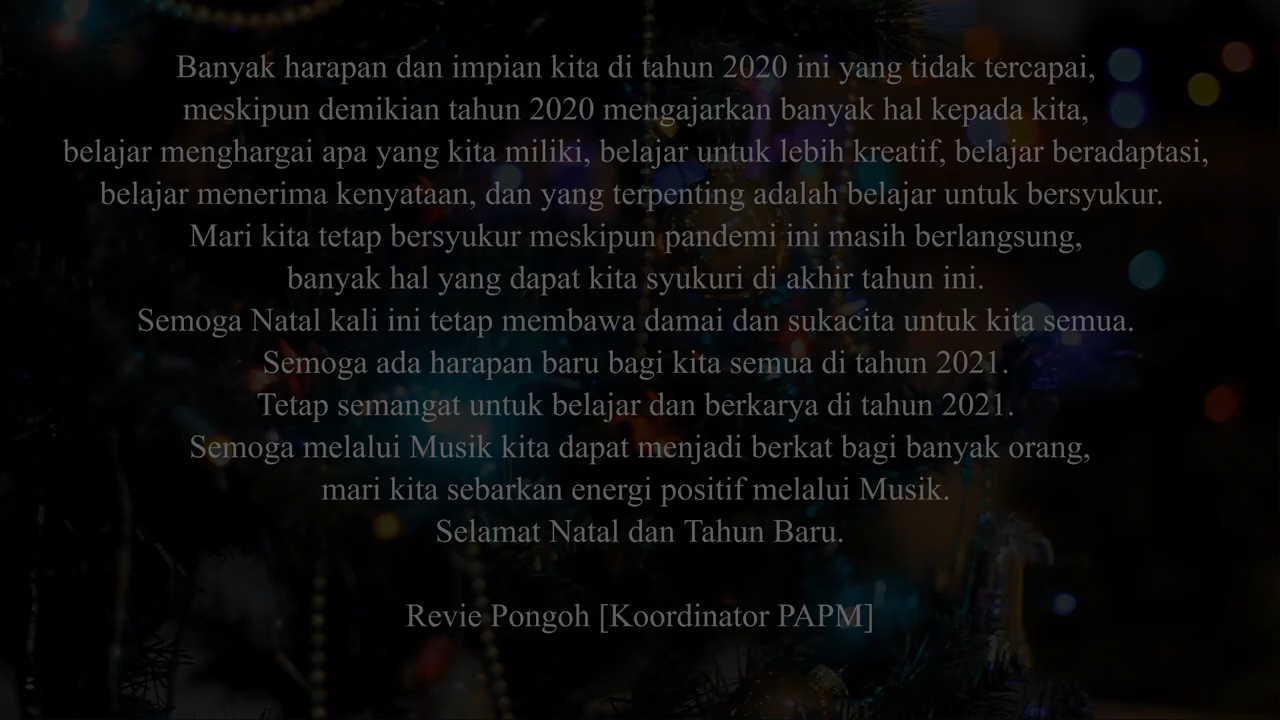 Banyak harapan dan impian kita di tahun 2020 ini yang tidak tercapai,
meskipun demikian tahun 2020 mengajarkan banyak hal kepada kita,
belajar menghargai apa yang kita miliki, belajar untuk lebih kreatif, belajar beradaptasi,
belajar menerima kenyataan, dan yang terpenting adalah belajar untuk bersyukur.
Mari kita tetap bersyukur meskipun pandemi ini masih berlangsung,
banyak hal yang dapat kita syukuri di akhir tahun ini.
Semoga Natal kali ini tetap membawa damai dan sukacita untuk kita semua.
Semoga ada harapan baru bagi kita semua di tahun 2021.
Tetap semangat untuk belajar dan berkarya di tahun 2021.
Semoga melalui Musik kita dapat menjadi berkat bagi banyak orang,
mari kita sebarkan energi positif melalui Musik.
Selamat Natal dan Tahun Baru.
Revie Pongoh [Koordinator PAPM]